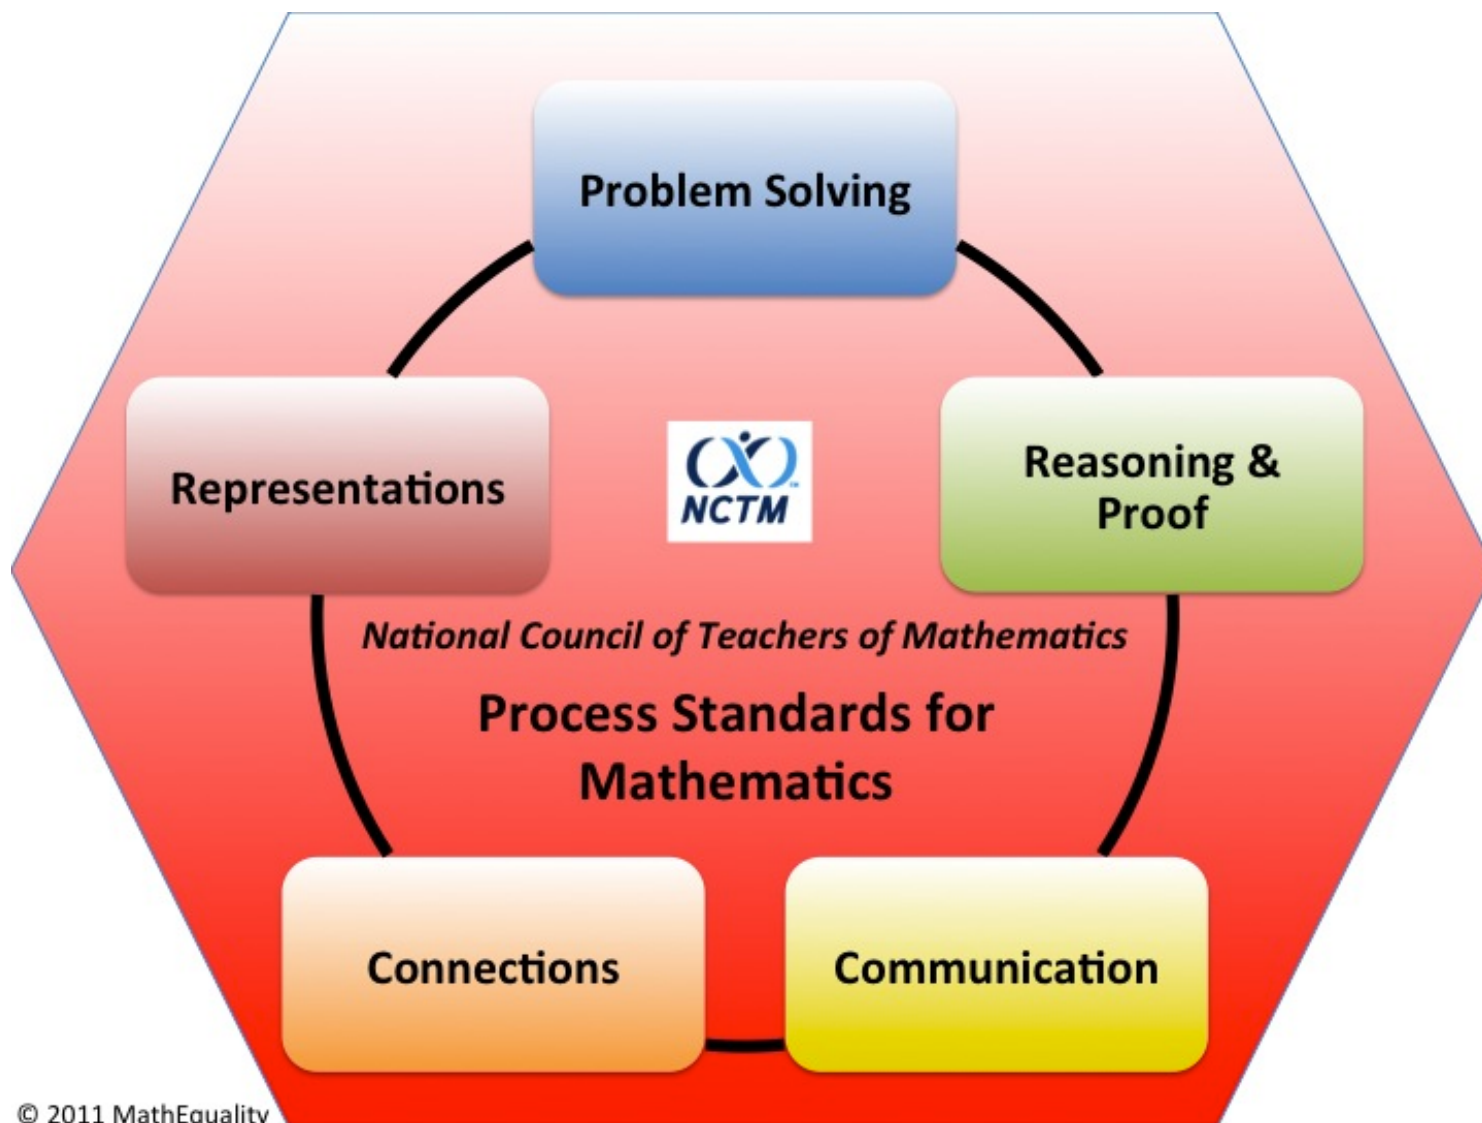 Problem Solving
Representations
NCTM
Reasoning &
Proof
National Council of Teachers of Mathematics
Process Standards for
Mathematics
Connections
Communication
© 2011 MathEquality